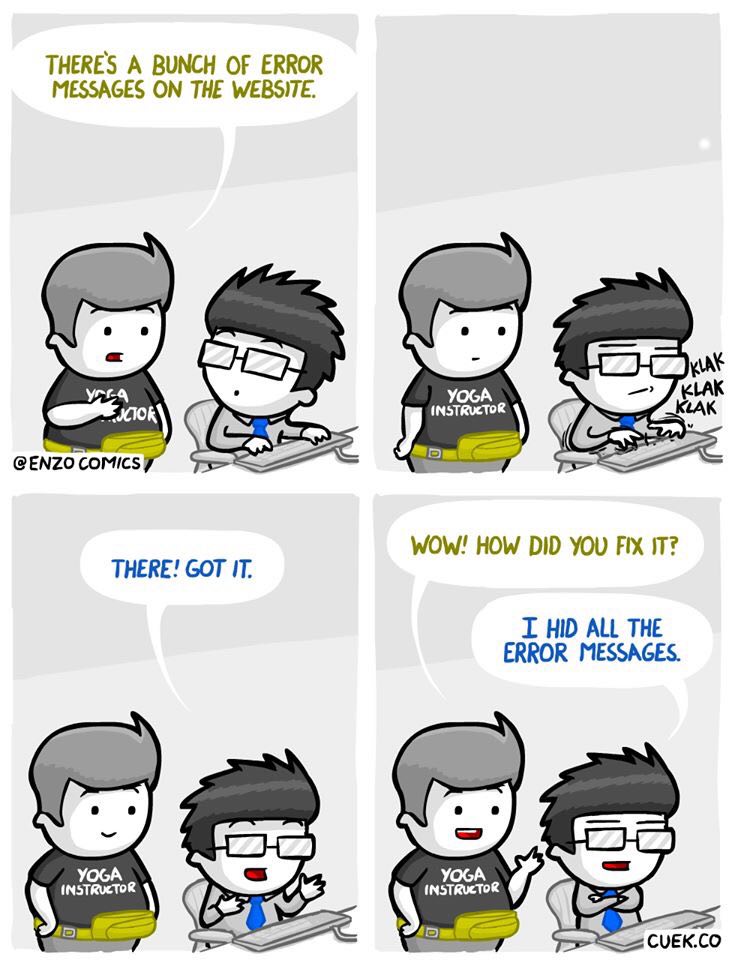 THERE'S A BUNCH OF ERROR
MESSAGES ON THE WEBSITE.
@ENZO COMICS
YOGA
INSTRUCTOR
KLAK
KLAK
KLAK
THERE! GOT IT.
YOGA
INSTRUCTOR
WOW! HOW DID YOU FIX IT?
I HID ALL THE
ERROR MESSAGES.
YOGA
INSTRUCTOR
CUEK.CO